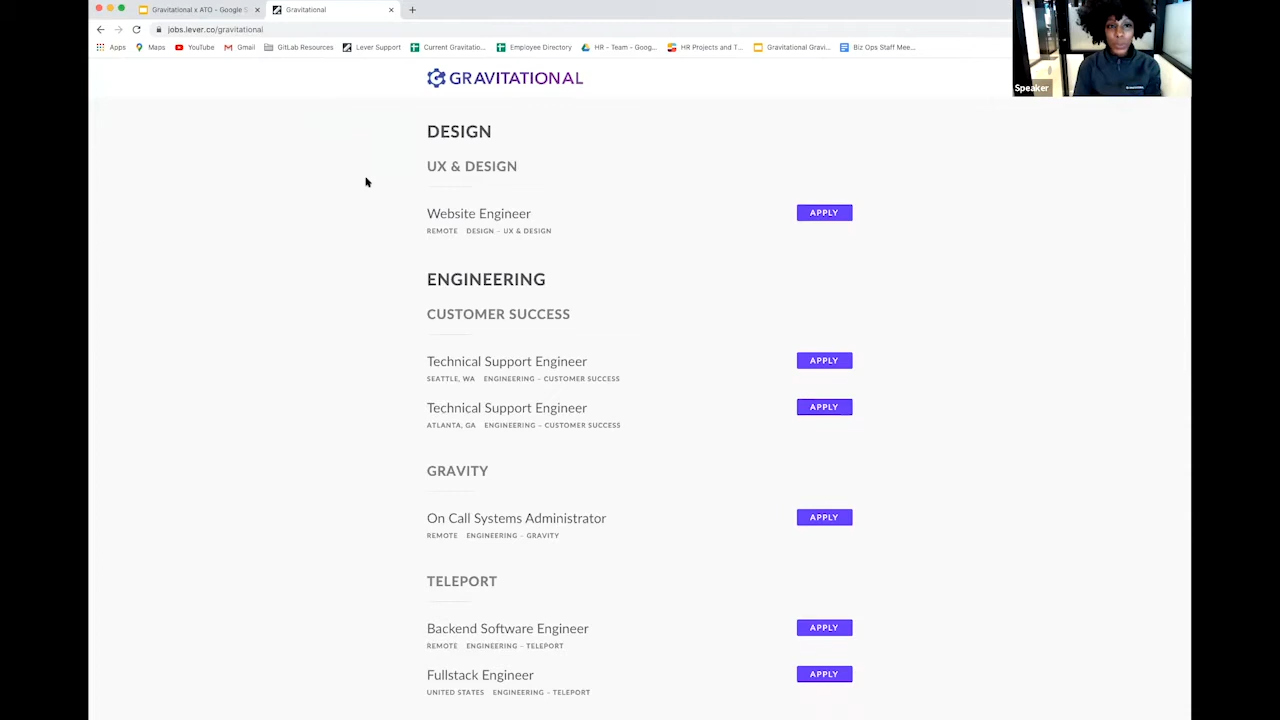 Gravitational x ATO - Google S
Gravitational
jobs.lever.co/gravitational
Apps
Maps
YouTube
Gmail
GitLab Resources
Lever Support
Current Gravitatio...
Employee Directory
HR - Team - Goog...
HR Projects and T...
Gravitational Gravi...
Biz Ops Staff Mee...
Speaker
GRAVITATIONAL
DESIGN
UX & DESIGN
Website Engineer
APPLY
REMOTE DESIGN – UX & DESIGN
ENGINEERING
CUSTOMER SUCCESS
Technical Support Engineer
APPLY
SEATTLE, WA ENGINEERING – CUSTOMER SUCCESS
Technical Support Engineer
APPLY
ATLANTA, GA ENGINEERING – CUSTOMER SUCCESS
GRAVITY
On Call Systems Administrator
APPLY
REMOTE ENGINEERING – GRAVITY
TELEPORT
Backend Software Engineer
APPLY
REMOTE ENGINEERING – TELEPORT
Fullstack Engineer
APPLY
UNITED STATES ENGINEERING – TELEPORT